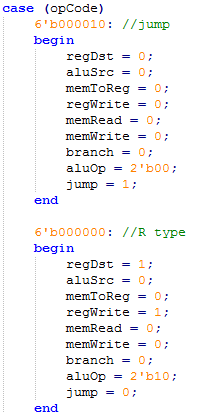 case (opCode)
    6'b000010: //jump
    begin
        regDst = 0;
        aluSrc = 0;
        memToReg = 0;
        regWrite = 0;
        memRead = 0;
        memWrite = 0;
        branch = 0;
        aluOp = 2'b00;
        jump = 1;
    end

    6'b000000: //R type
    begin
        regDst = 1;
        aluSrc = 0;
        memToReg = 0;
        regWrite = 1;
        memRead = 0;
        memWrite = 0;
        branch = 0;
        aluOp = 2'b10;
        jump = 0;
    end